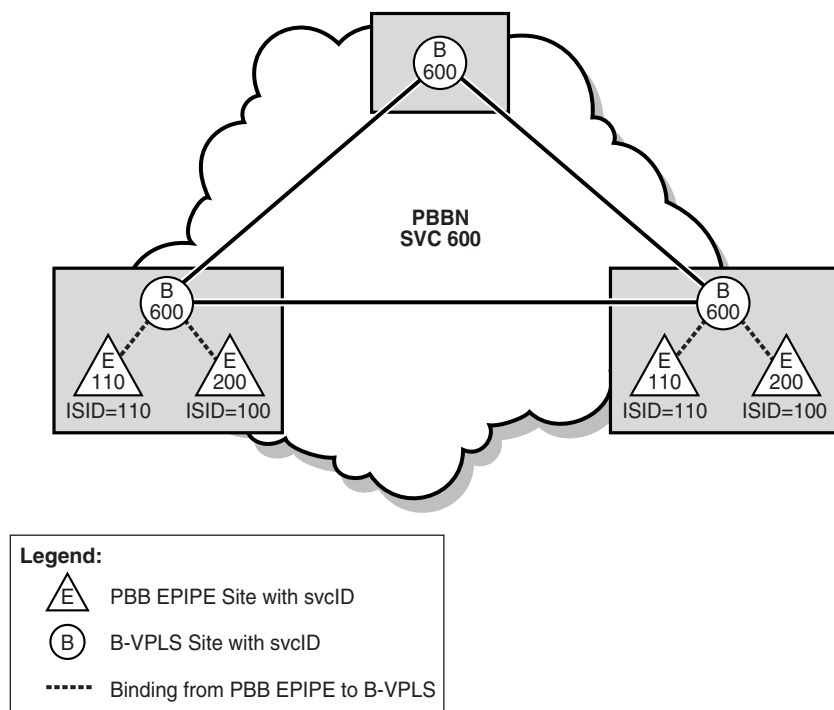 B
600
PBBN
SVC 600
B
600
B
600
E
110
E
200
E
110
E
200
ISID=110
ISID=100
ISID=110
ISID=100
Legend:
E PBB EPIPE Site with svcID
B B-VPLS Site with svcID
Binding from PBB EPIPE to B-VPLS